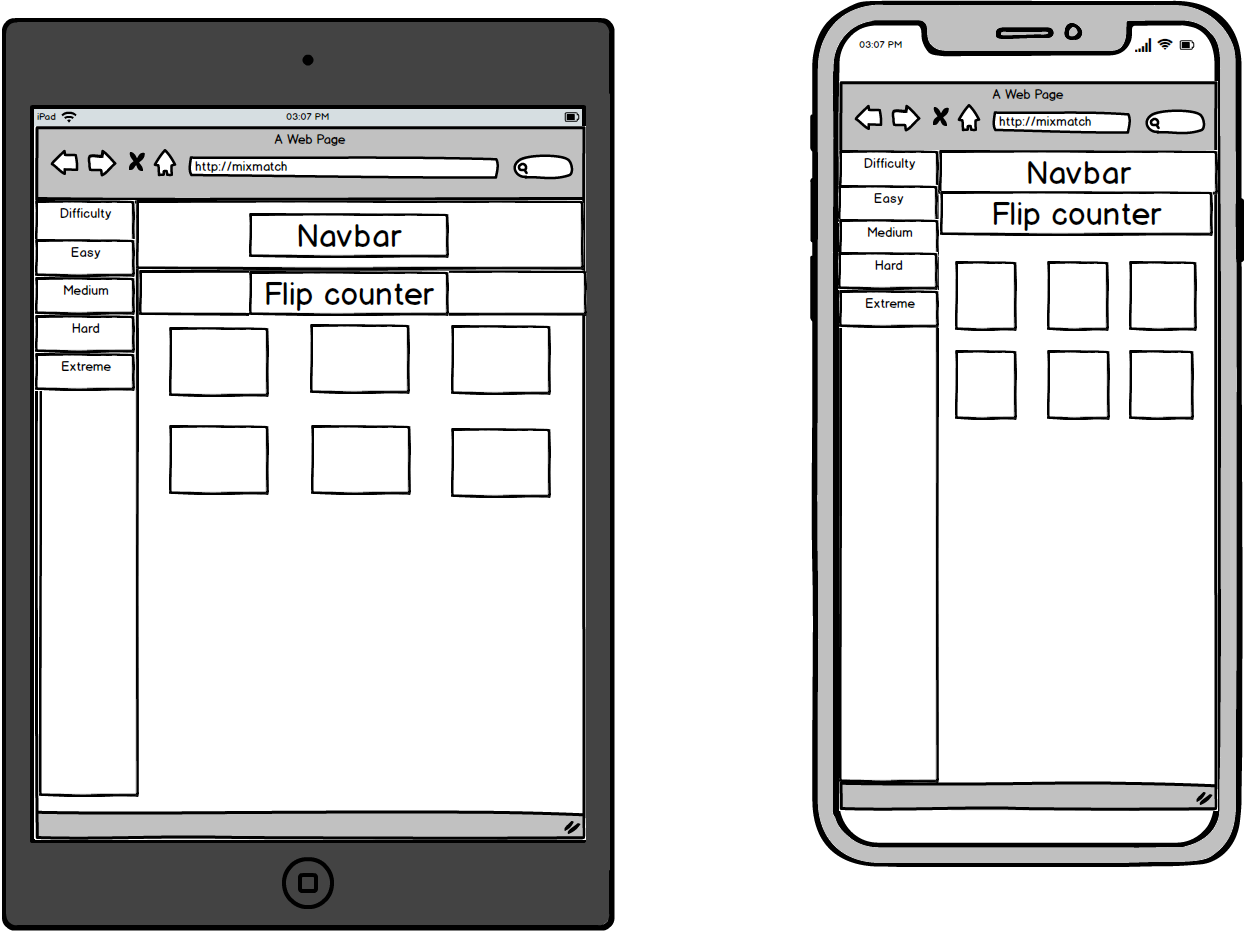 iPad
03:07 PM
A Web Page
http://mixmatch
Difficulty
Easy
Medium
Hard
Extreme
Navbar
Flip counter
03:07 PM
A Web Page
http://mixmatch
Difficulty
Easy
Medium
Hard
Extreme
Navbar
Flip counter